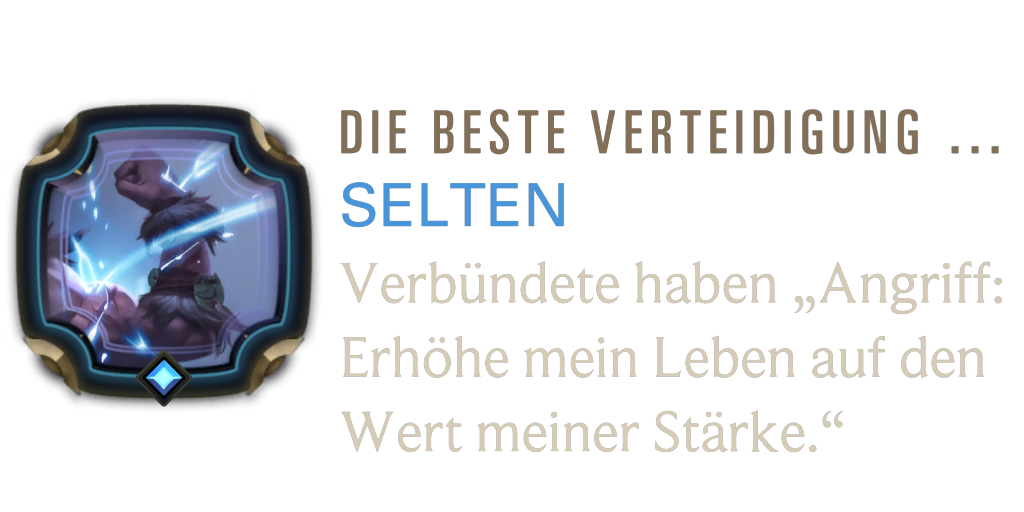 DIE BESTE VERTEIDIGUNG ...
SELTEN
Verbündete haben „Angriff:
Erhöhe mein Leben auf den
Wert meiner Stärke.“